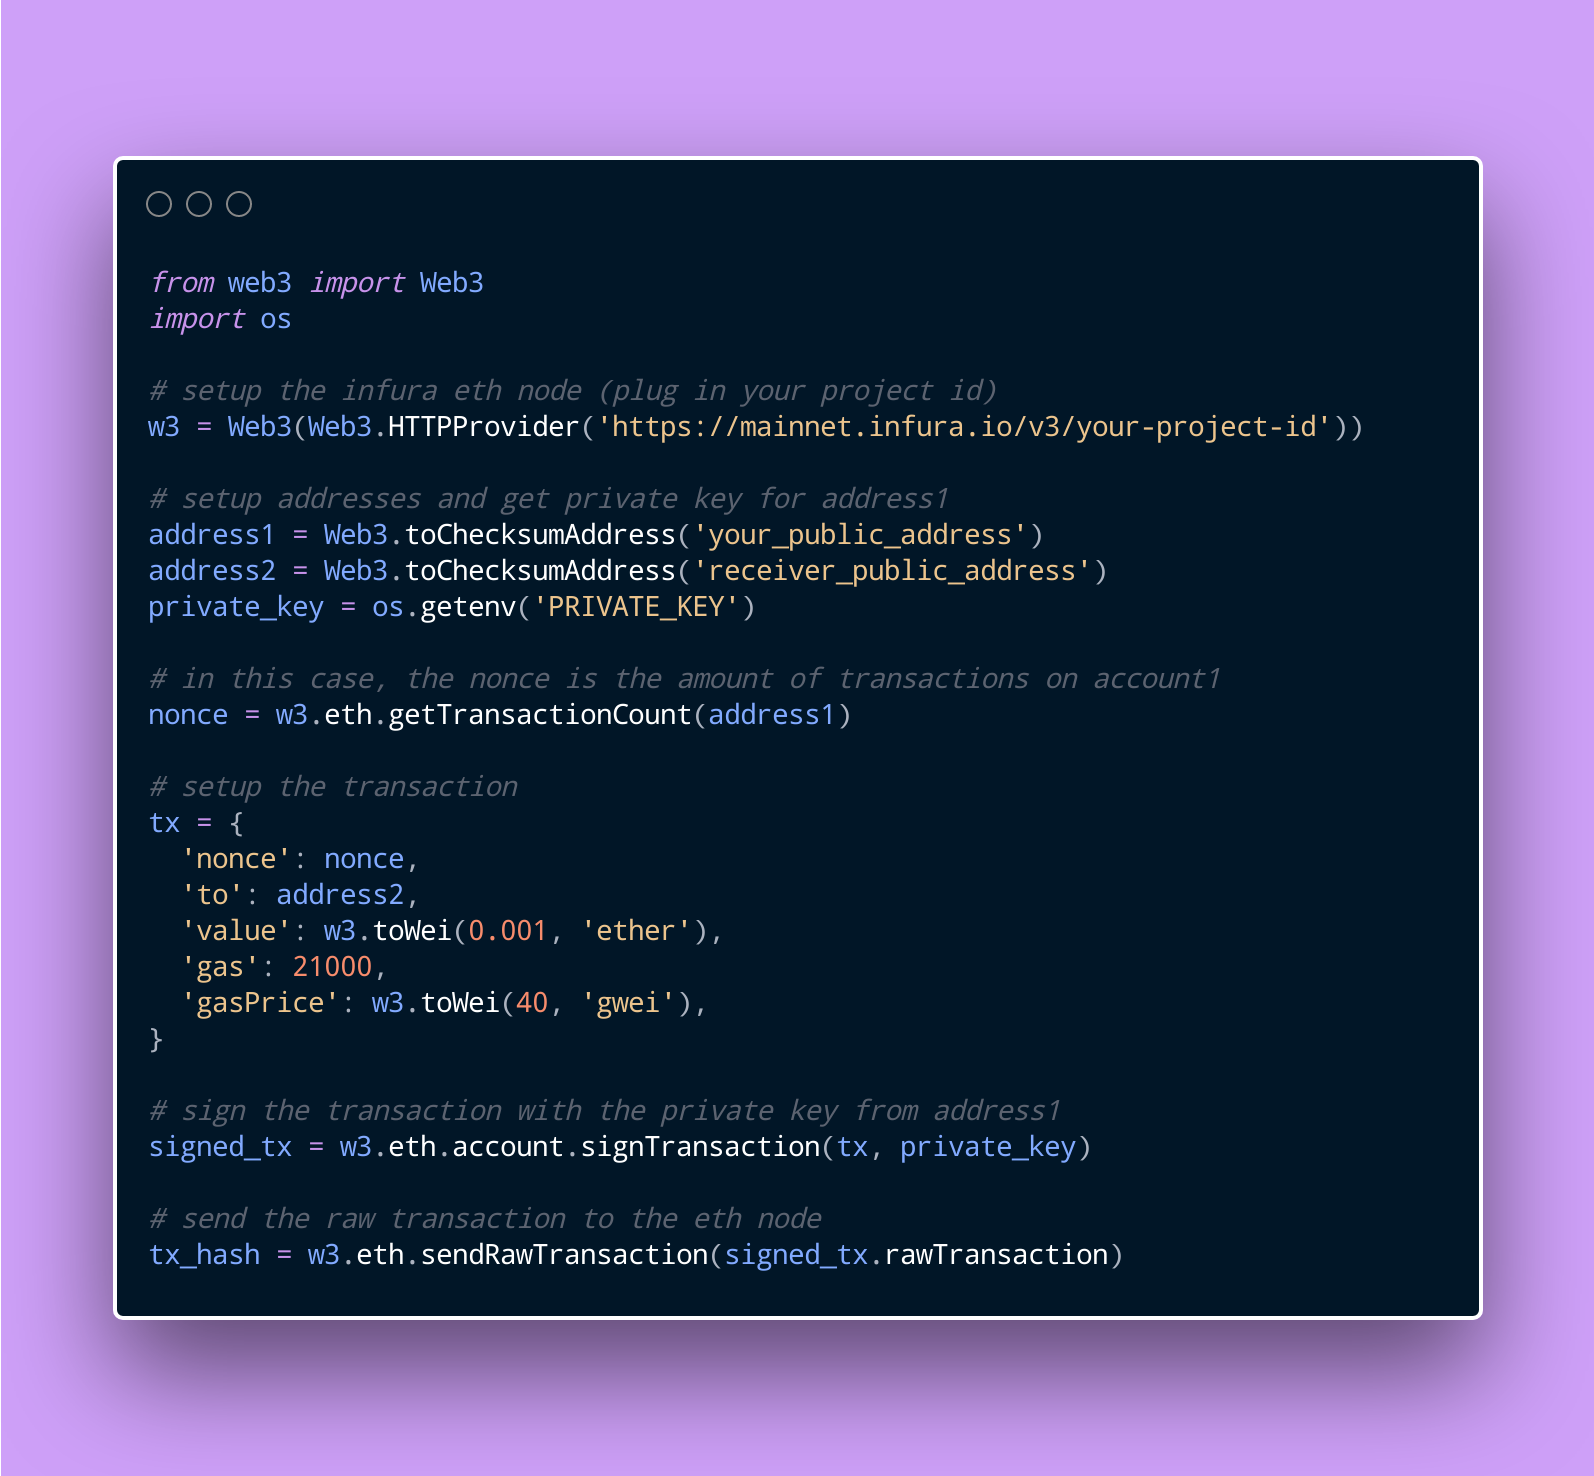 from web3 import Web3
import os
# setup the infura eth node (plug in your project id)
w3 = Web3(Web3.HTTPProvider('https://mainnet.infura.io/v3/your-project-id'))
# setup addresses and get private key for address1
address1 = Web3.toChecksumAddress('your_public_address')
address2 = Web3.toChecksumAddress('receiver_public_address')
private_key = os.getenv('PRIVATE_KEY')
# in this case, the nonce is the amount of transactions on account1
nonce = w3.eth.getTransactionCount(address1)
# setup the transaction
tx = {
  'nonce': nonce,
  'to': address2,
  'value': w3.toWei(0.001, 'ether'),
  'gas': 21000,
  'gasPrice': w3.toWei(40, 'gwei'),
}
# sign the transaction with the private key from address1
signed_tx = w3.eth.account.signTransaction(tx, private_key)
# send the raw transaction to the eth node
tx_hash = w3.eth.sendRawTransaction(signed_tx.rawTransaction)